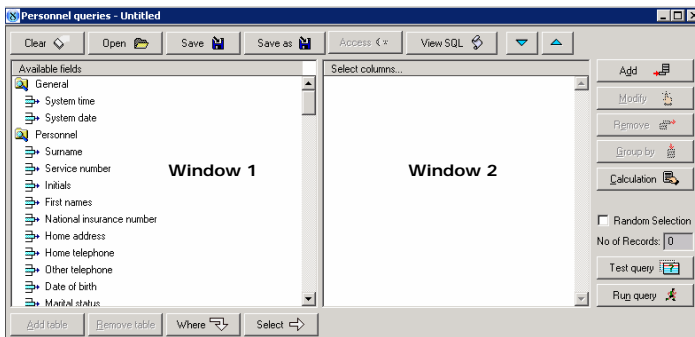 Personnel queries - Untitled
Clear Open Save Save as Access View SQL
Available fields
General
System time
System date
Personnel
Surname
Service number
Initials
First names
National insurance number
Home address
Home telephone
Other telephone
Date of birth
Marital status
Window 1
Select columns...
Window 2
Add
Modify
Remove
Group by
Calculation
Random Selection
No of Records: 0
Test query
Run query
Add table Remove table Where Select